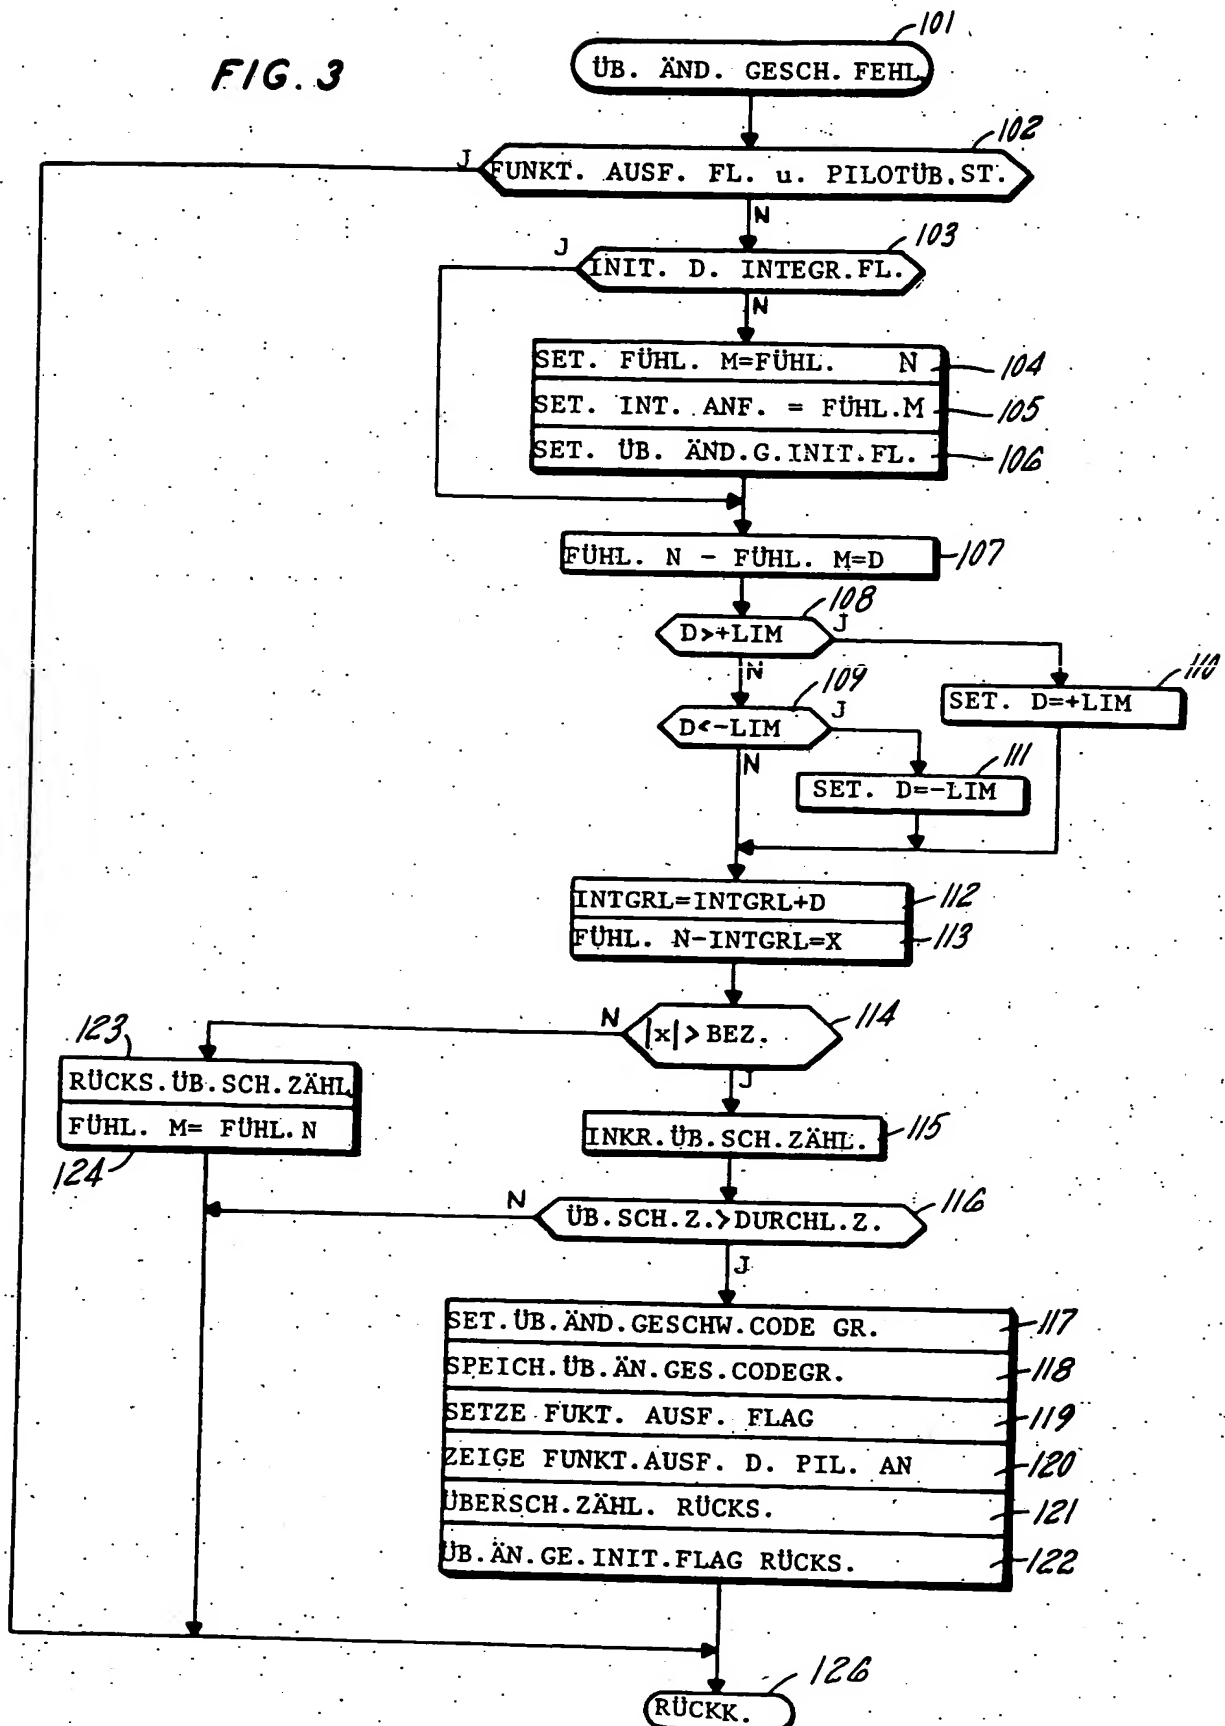 101
FIG. 3
ÜB. ÄND. GESCH. FEHL.
102
J
FUNKT. AUSF. FL. u. PILOTÜB.ST.
N
103
J
INIT. D. INTEGR.FL.
N
SET. FÜHL. M=FÜHL. N 104
SET. INT. ANF. = FÜHL.M 105
SET. ÜB. ÄND.G.INIT.FL. 106
FÜHL. N - FÜHL. M=D 107
108
D>+LIM J
N
109
110
SET. D=+LIM
D<-LIM J
N
111
SET. D=-LIM
INTGRL=INTGRL+D 112
FÜHL. N-INTGRL=X 113
N
|x|> BEZ. 114
J
123
RÜCKS.ÜB.SCH.ZÄHL
FÜHL. M= FÜHL.N
124
INKR.ÜB.SCH.ZÄHL. 115
N
ÜB.SCH.Z.>DURCHL.Z. 116
J
SET.ÜB.ÄND.GESCHW.CODE GR. 117
SPEICH.ÜB.ÄN.GES.CODEGR. 118
SETZE FUKT. AUSF. FLAG 119
ZEIGE FUNKT.AUSF. D. PIL. AN 120
ÜBERSCH.ZÄHL. RÜCKS. 121
ÜB.ÄN.GE.INIT.FLAG RÜCKS. 122
126
RÜCKK.